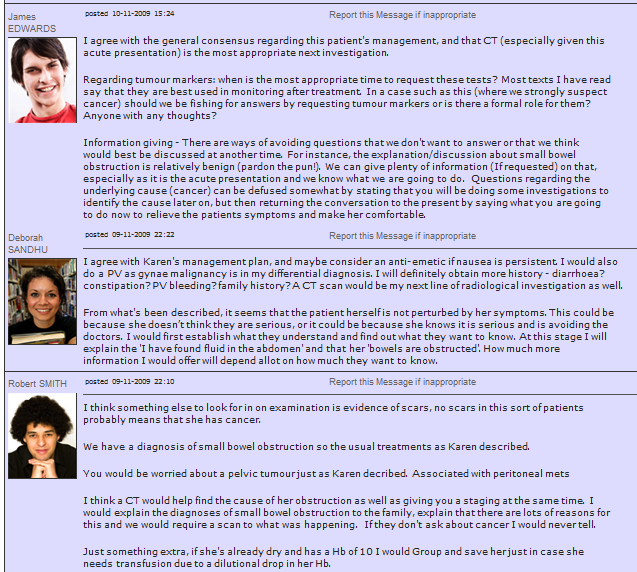 James
EDWARDS
posted 10-11-2009 15:24
Report this Message if inappropriate
I agree with the general consensus regarding this patient's management, and that CT (especially given this
acute presentation) is the most appropriate next investigation.
Regarding tumour markers: when is the most appropriate time to request these tests? Most texts I have read
say that they are best used in monitoring after treatment. In a case such as this (where we strongly suspect
cancer) should we be fishing for answers by requesting tumour markers or is there a formal role for them?
Anyone with any thoughts?
Information giving - There are ways of avoiding questions that we don't want to answer or that we think
would best be discussed at another time. For instance, the explanation/discussion about small bowel
obstruction is relatively benign (pardon the pun!). We can give plenty of information (If requested) on that,
especially as it is the acute presentation and we know what we are going to do. Questions regarding the
underlying cause (cancer) can be defused somewhat by stating that you will be doing some investigations to
identify the cause later on, but then returning the conversation to the present by saying what you are going
to do now to relieve the patients symptoms and make her comfortable.
Deborah
SANDHU
posted 09-11-2009 22:22
Report this Message if inappropriate
I agree with Karen's management plan, and maybe consider an anti-emetic if nausea is persistent. I would also
do a PV as gynae malignancy is in my differential diagnosis. I will definitely obtain more history - diarrhoea?
constipation? PV bleeding? family history? A CT scan would be my next line of radiological investigation as well.
From what's been described, it seems that the patient herself is not perturbed by her symptoms. This could be
because she doesn't think they are serious, or it could be because she knows it is serious and is avoiding the
doctors. I would first establish what they understand and find out what they want to know. At this stage I will
explain the 'I have found fluid in the abdomen' and that her 'bowels are obstructed'. How much more
information I would offer will depend allot on how much they want to know.
Robert SMITH
posted 09-11-2009 22:10
Report this Message if inappropriate
I think something else to look for in on examination is evidence of scars, no scars in this sort of patients
probably means that she has cancer.
We have a diagnosis of small bowel obstruction so the usual treatments as Karen described.
You would be worried about a pelvic tumour just as Karen decribed. Associated with peritoneal mets
I think a CT would help find the cause of her obstruction as well as giving you a staging at the same time. I
would explain the diagnoses of small bowel obstruction to the family, explain that there are lots of reasons for
this and we would require a scan to what was happening. If they don't ask about cancer I would never tell.
Just something extra, if she's already dry and has a Hb of 10 I would Group and save her just in case she
needs transfusion due to a dilutional drop in her Hb.